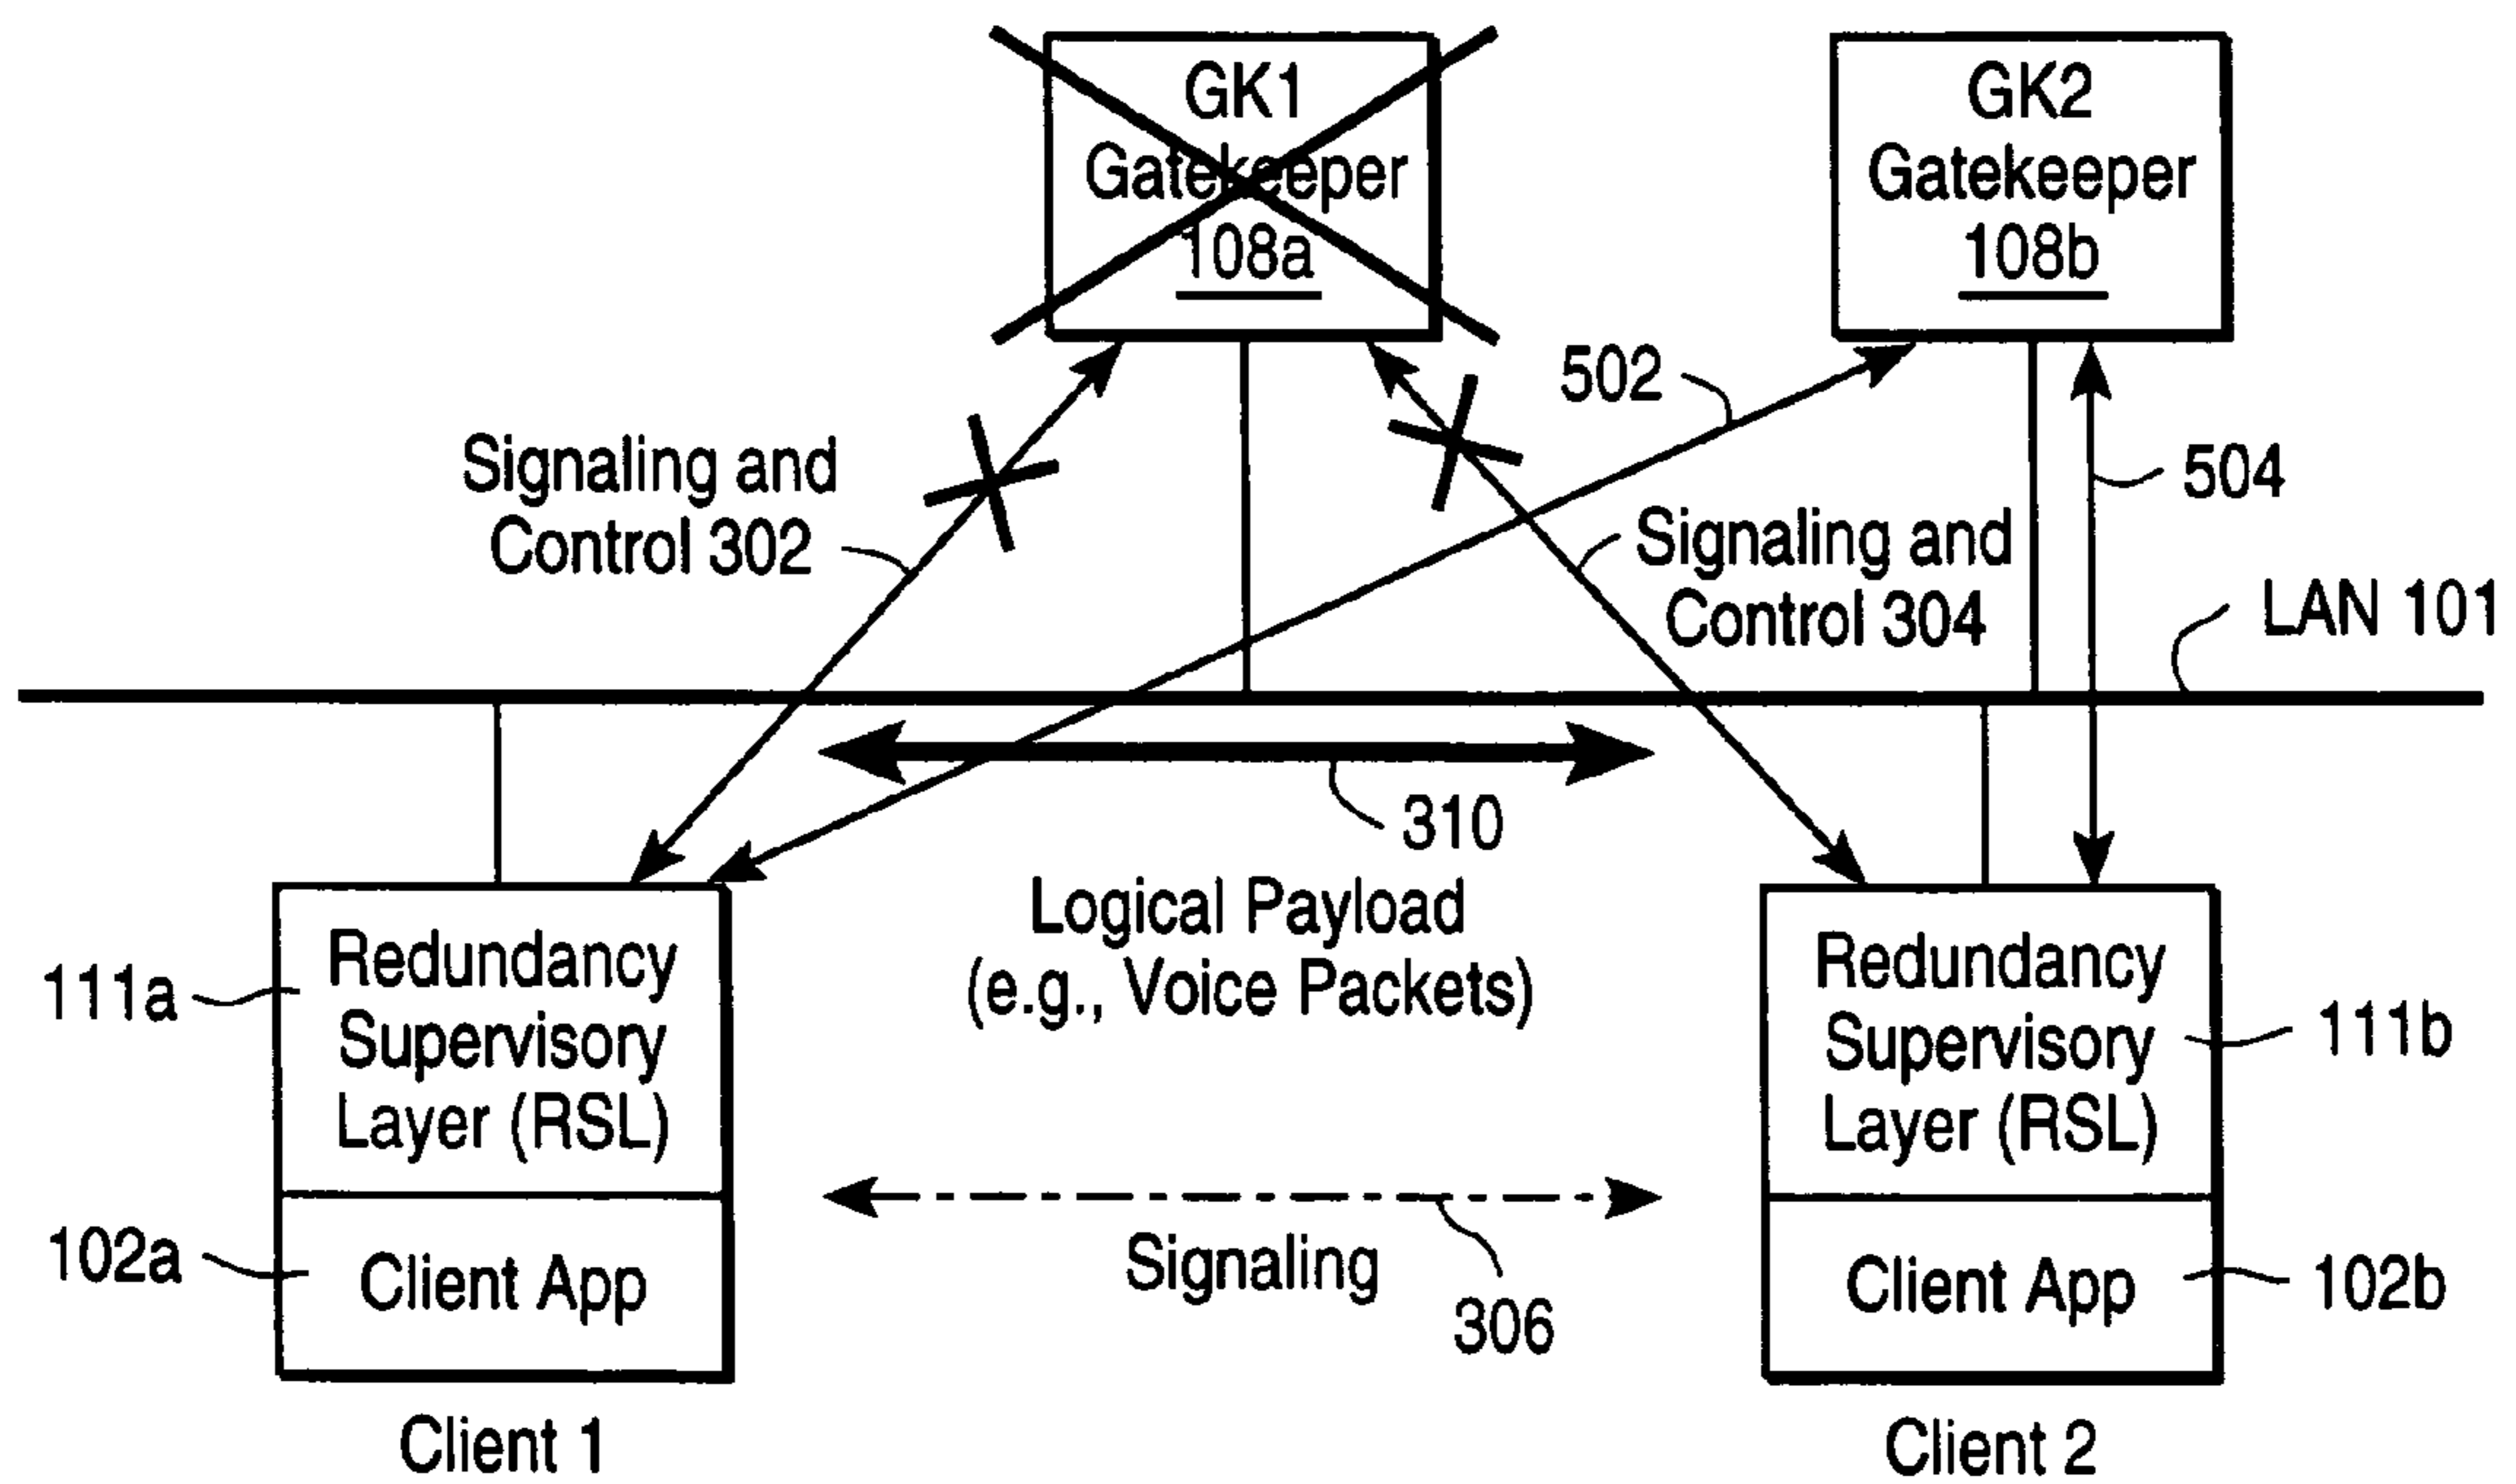 GK1
Gatekeeper
108a
GK2
Gatekeeper
108b
502
Signaling and
Control 302
504
Signaling and
Control 304
LAN 101
310
Logical Payload
(e.g., Voice Packets)
111a
Redundancy
Supervisory
Layer (RSL)
Redundancy
Supervisory
Layer (RSL)
111b
102a
Client App
Signaling
306
Client App
102b
Client 1
Client 2